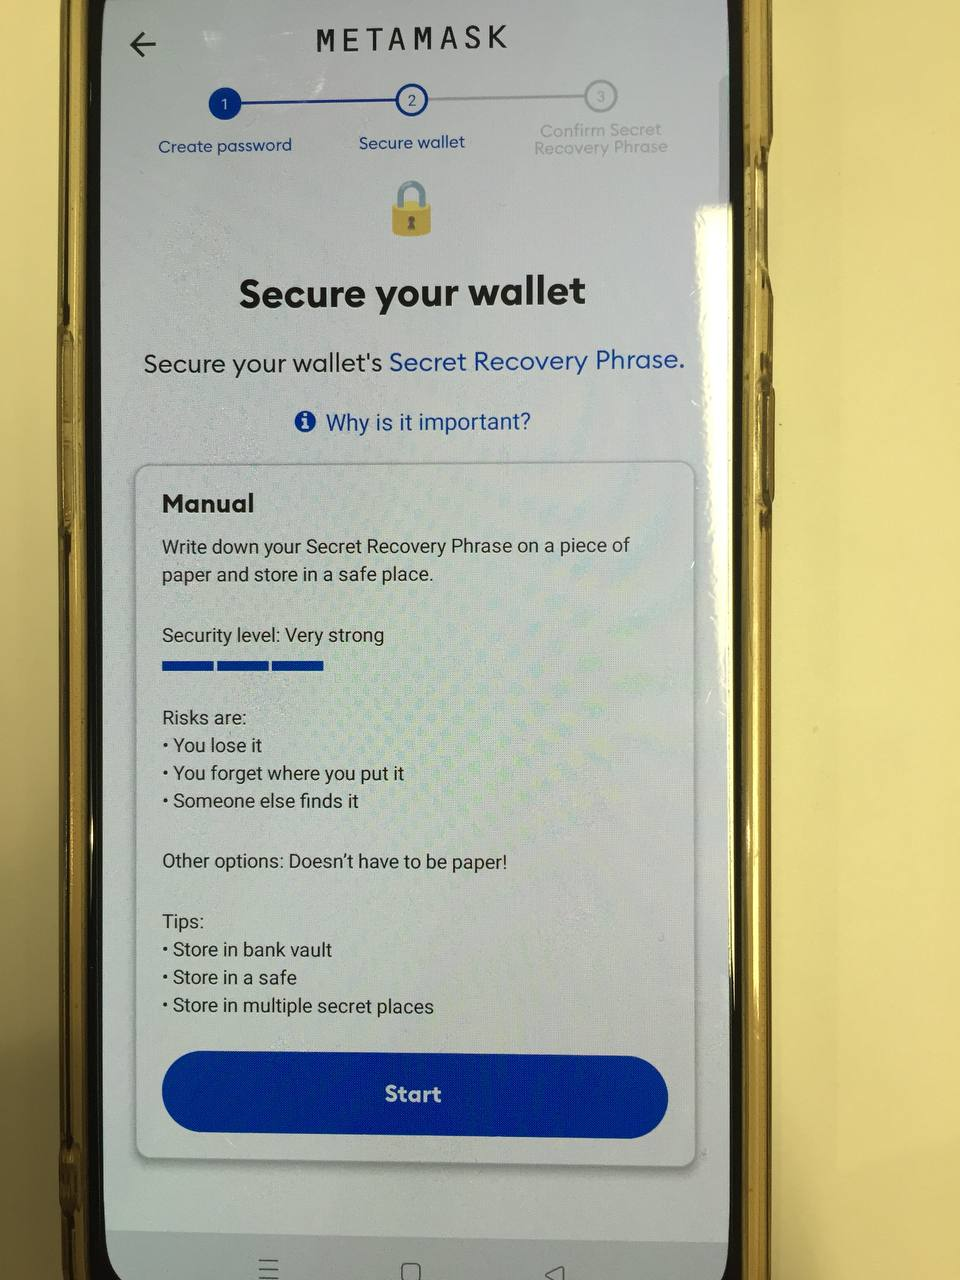 METAMASK
1
2
3
Create password
Secure wallet
Confirm Secret
Recovery Phrase
Secure your wallet
Secure your wallet's Secret Recovery Phrase.
Why is it important?
Manual
Write down your Secret Recovery Phrase on a piece of
paper and store in a safe place.
Security level: Very strong
Risks are:
• You lose it
• You forget where you put it
• Someone else finds it
Other options: Doesn't have to be paper!
Tips:
• Store in bank vault
• Store in a safe
• Store in multiple secret places
Start